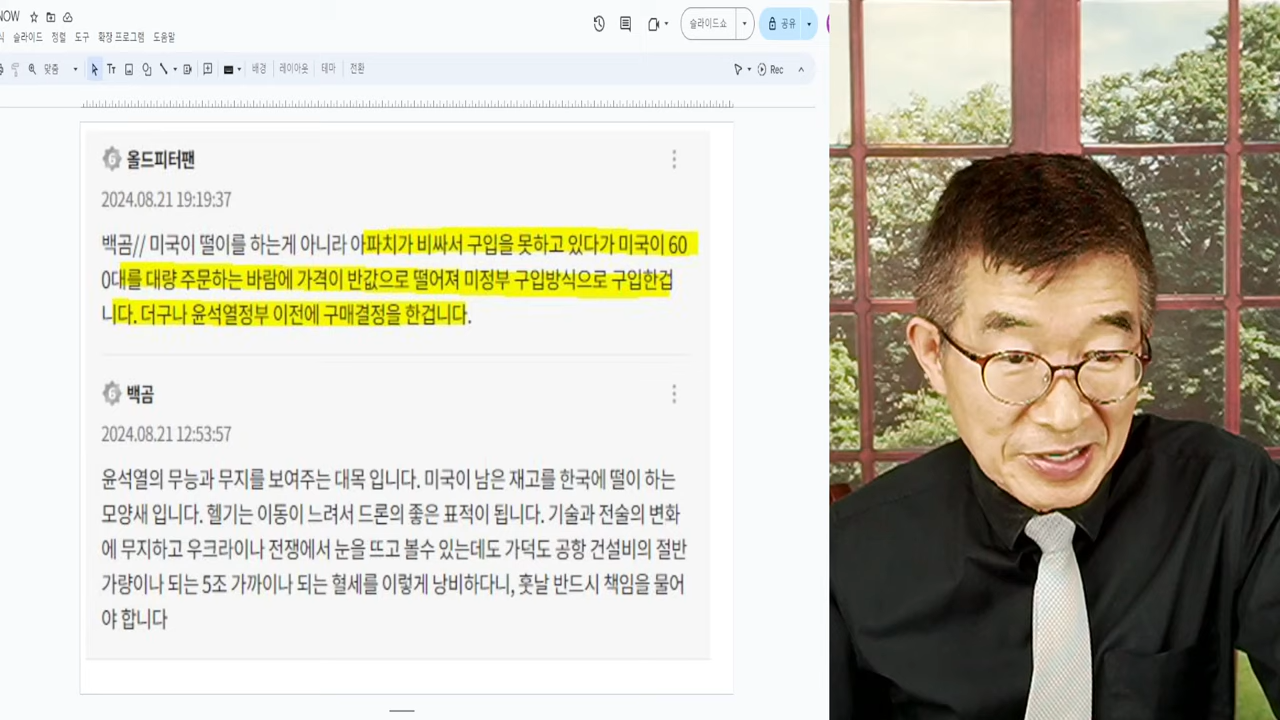 NOW
식 슬라이드 정렬 도구 확장 프로그램 도움말
슬라이드쇼
공유
맞춤
Tr
배경 레이아웃 테마 전환
Rec
6 올드피터팬
2024.08.21 19:19:37
백곰// 미국이 떨이를 하는게 아니라 아파치가 비싸서 구입을 못하고 있다가 미국이 60
0대를 대량 주문하는 바람에 가격이 반값으로 떨어져 미정부 구입방식으로 구입한겁
니다. 더구나 윤석열정부 이전에 구매결정을 한겁니다.
6 백곰
2024.08.21 12:53:57
윤석열의 무능과 무지를 보여주는 대목 입니다. 미국이 남은 재고를 한국에 떨이 하는
모양새 입니다. 헬기는 이동이 느려서 드론의 좋은 표적이 됩니다. 기술과 전술의 변화
에 무지하고 우크라이나 전쟁에서 눈을 뜨고 볼수 있는데도 가덕도 공항 건설비의 절반
가량이나 되는 5조 가까이나 되는 혈세를 이렇게 낭비하다니, 훗날 반드시 책임을 물어
야 합니다